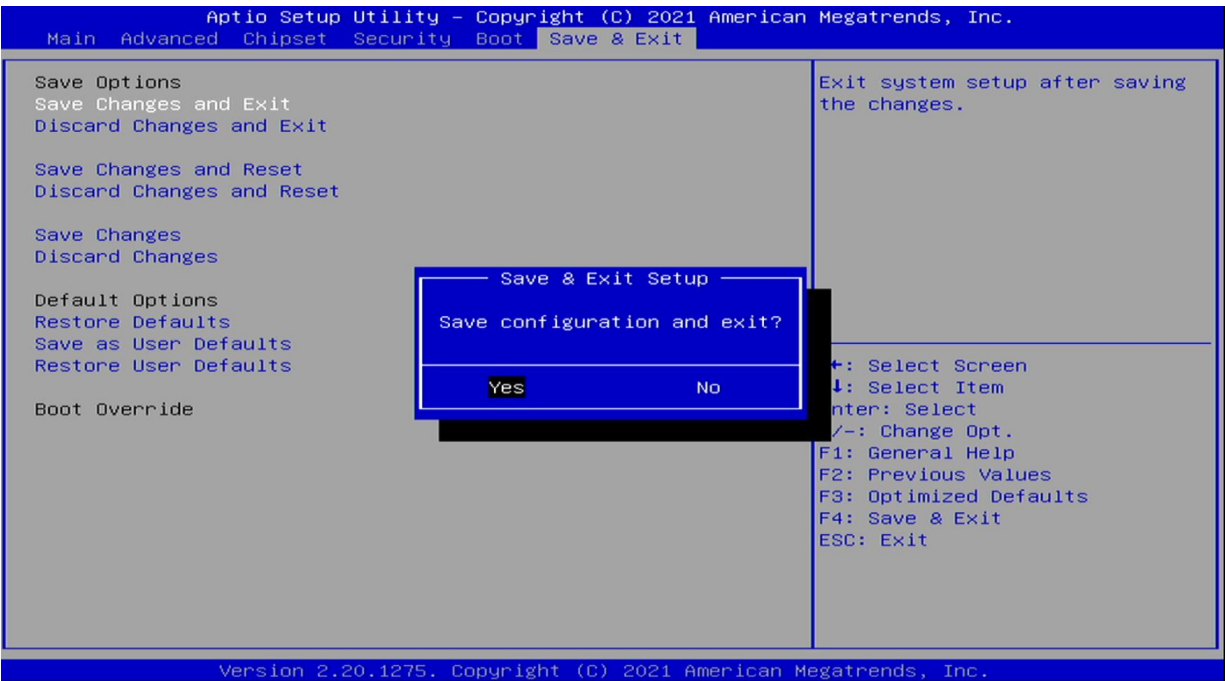 Aptio Setup Utility – Copyright (C) 2021 American Megatrends, Inc.
Main Advanced Chipset Security Boot Save & Exit
Save Options
Save Changes and Exit
Discard Changes and Exit
Save Changes and Reset
Discard Changes and Reset
Save Changes
Discard Changes
Default Options
Restore Defaults
Save as User Defaults
Restore User Defaults
Boot Override
Save & Exit Setup
Save configuration and exit?
Yes No
Exit system setup after saving
the changes.
←: Select Screen
↓: Select Item
nter: Select
/-: Change Opt.
F1: General Help
F2: Previous Values
F3: Optimized Defaults
F4: Save & Exit
ESC: Exit
Version 2.20.1275. Copyright (C) 2021 American Megatrends, Inc.